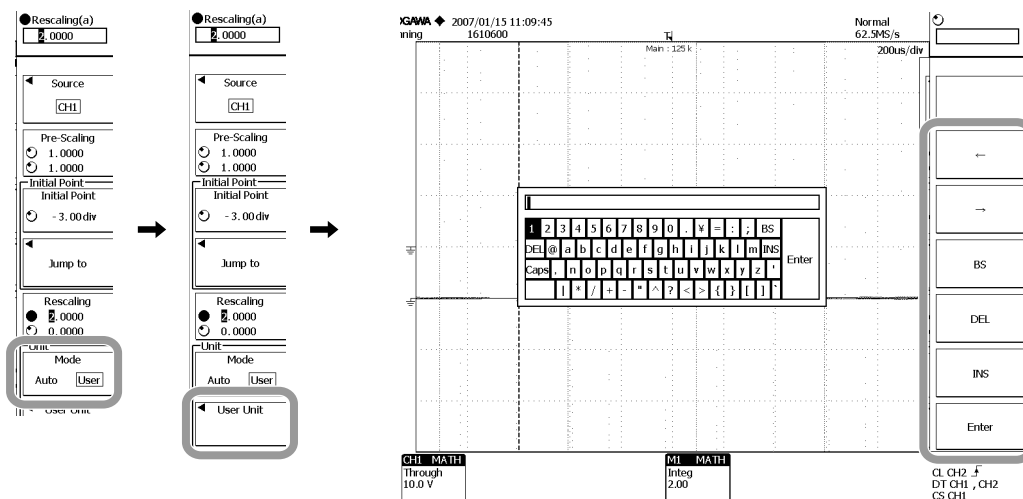 Rescaling(a)
2.0000
Source
CH1
Pre-Scaling
1.0000
1.0000
Initial Point
Initial Point
-3.00div
Jump to
Rescaling
2.0000
0.0000
Unit
Mode
Auto User
User Unit
Rescaling(a)
2.0000
Source
CH1
Pre-Scaling
1.0000
1.0000
Initial Point
Initial Point
-3.00div
Jump to
Rescaling
2.0000
0.0000
Unit
Mode
Auto User
User Unit
OGAWA ◆ 2007/01/15 11:09:45
Normal
ning 1610600
62.5MS/s
Main : 125 k
200us/div
1 2 3 4 5 6 7 8 9 0 . ¥ = : ; BS
DEL @ a b c d e f g h i j k l m INS
Caps , n o p q r s t u v w x y z '
| * / + - " ^ ? < > { } [ ] `
Enter
←
→
BS
DEL
INS
Enter
CH1 MATH
Through
10.0 V
M1 MATH
Integ
2.00
CL CH2
DT CH1 , CH2
CS CH1